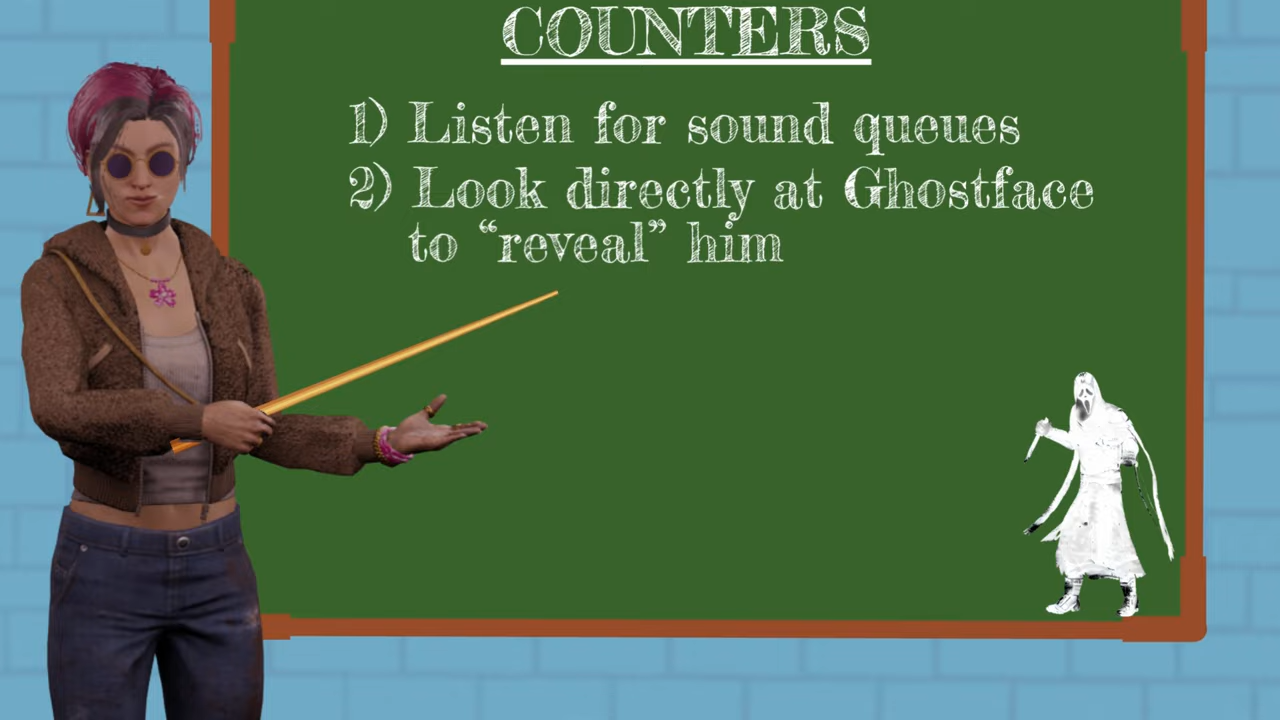 COUNTERS
1) Listen for sound queues
2) Look directly at Ghostface
to “reveal” him